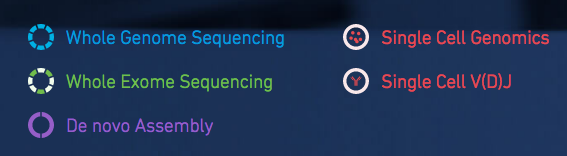 Whole Genome Sequencing
Whole Exome Sequencing
De novo Assembly
Single Cell Genomics
Single Cell V(D)J